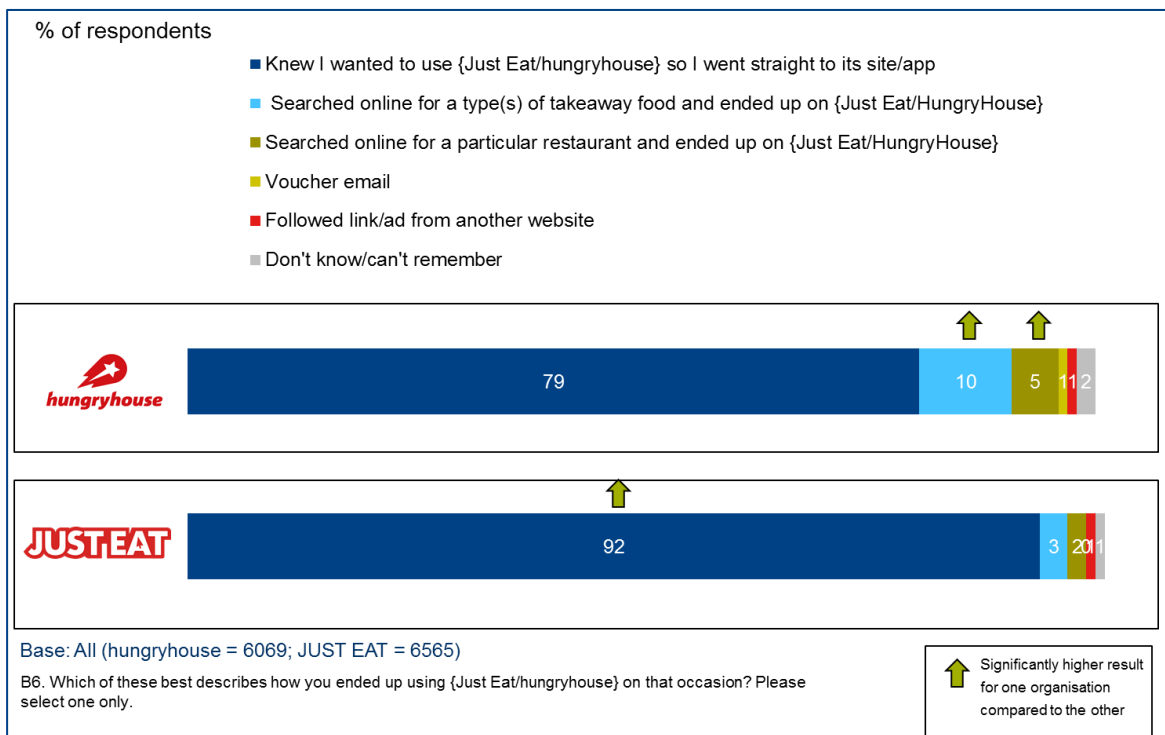 % of respondents
Knew I wanted to use {Just Eat/hungryhouse} so I went straight to its site/app
Searched online for a type(s) of takeaway food and ended up on {Just Eat/HungryHouse}
Searched online for a particular restaurant and ended up on {Just Eat/HungryHouse}
Voucher email
Followed link/ad from another website
Don't know/can't remember
hungryhouse
79 10 5 1 1 2
JUST EAT
92 3 2 0 1 1
Base: All (hungryhouse = 6069; JUST EAT = 6565)
B6. Which of these best describes how you ended up using {Just Eat/hungryhouse} on that occasion? Please
select one only.
Significantly higher result
for one organisation
compared to the other